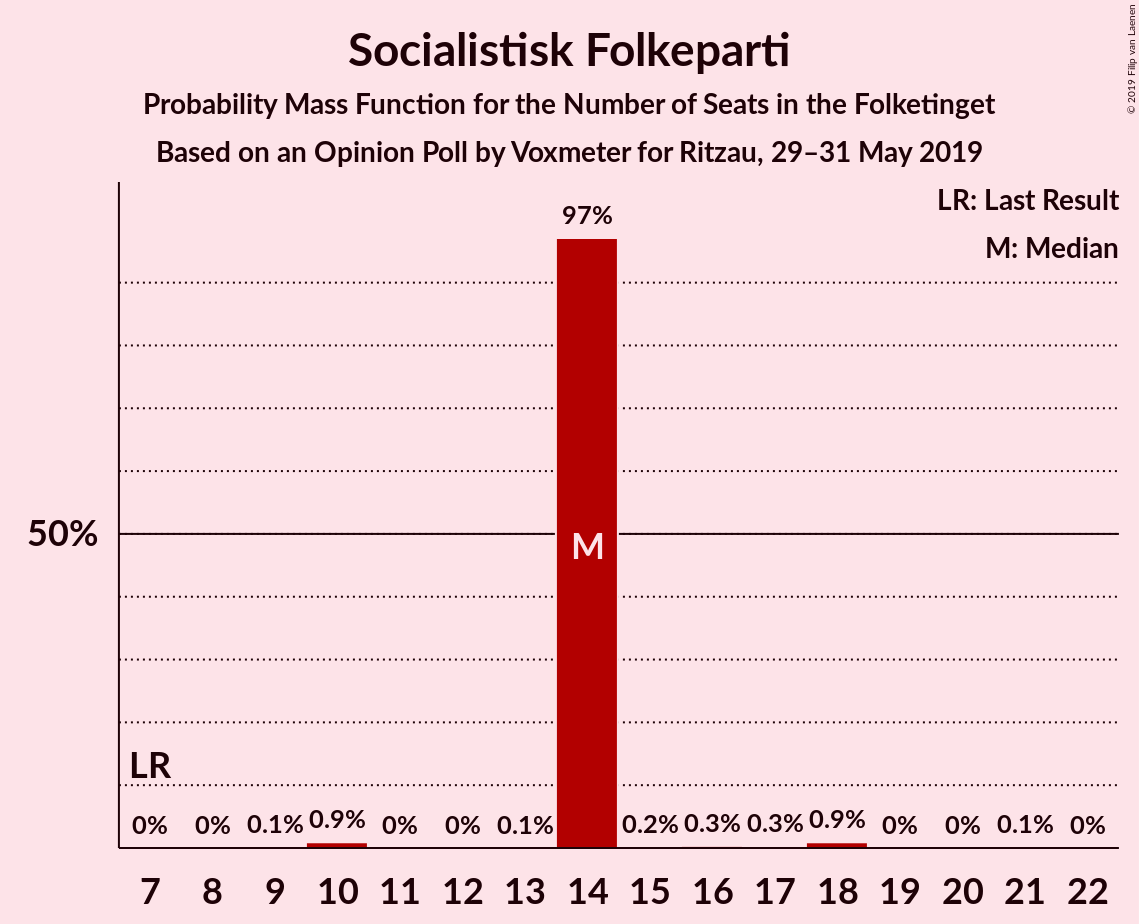 Socialistisk Folkeparti
Probability Mass Function for the Number of Seats in the Folketinget
Based on an Opinion Poll by Voxmeter for Ritzau, 29–31 May 2019
© 2019 Filip van Laenen
LR: Last Result
M: Median
97%
50%
M
LR
0% 0% 0.1% 0.9% 0% 0% 0.1% 0.2% 0.3% 0.3% 0.9% 0% 0% 0.1% 0%
7 8 9 10 11 12 13 14 15 16 17 18 19 20 21 22